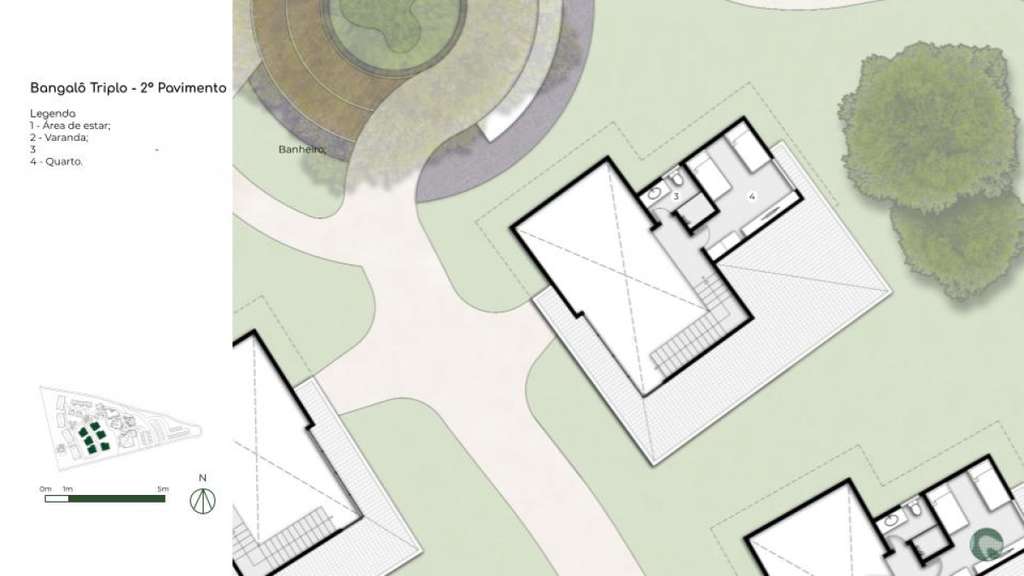 Bangalô Triplo - 2º Pavimento
Legenda
1 - Área de estar;
2 - Varanda;
3 - Banheiro;
4 - Quarto.
3
4
N
0m 1m 5m